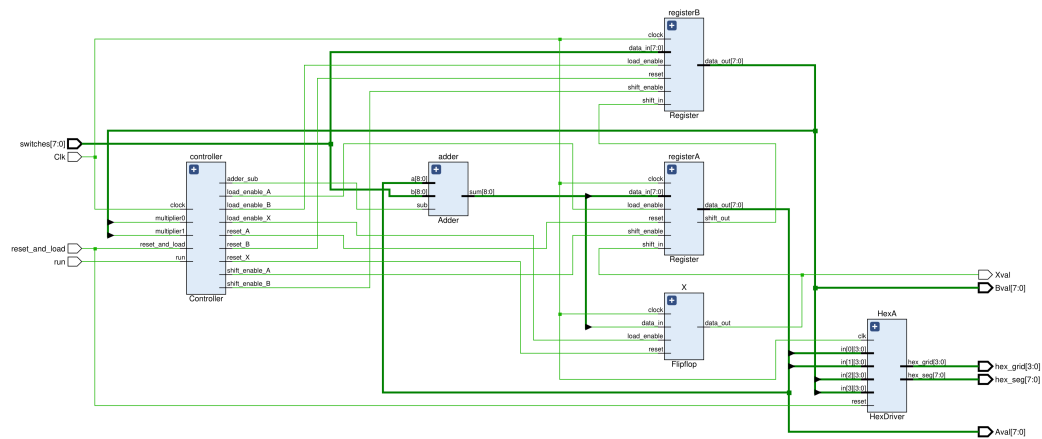 registerB
clock
data_in[7:0]
load_enable
reset
shift_enable
shift_in
data_out[7:0]
Register
switches[7:0]
Clk
reset_and_load
run
controller
clock
multiplier0
multiplier1
reset_and_load
run
adder_sub
load_enable_A
load_enable_B
load_enable_X
reset_A
reset_B
reset_X
shift_enable_A
shift_enable_B
Controller
adder
a[8:0]
b[8:0]
sub
sum[8:0]
Adder
registerA
clock
data_in[7:0]
load_enable
reset
shift_enable
shift_in
data_out[7:0]
shift_out
Register
X
clock
data_in
load_enable
reset
data_out
Flipflop
HexA
clk
in[0][3:0]
in[1][3:0]
in[2][3:0]
in[3][3:0]
reset
hex_grid[3:0]
hex_seg[7:0]
HexDriver
Xval
Bval[7:0]
hex_grid[3:0]
hex_seg[7:0]
Aval[7:0]